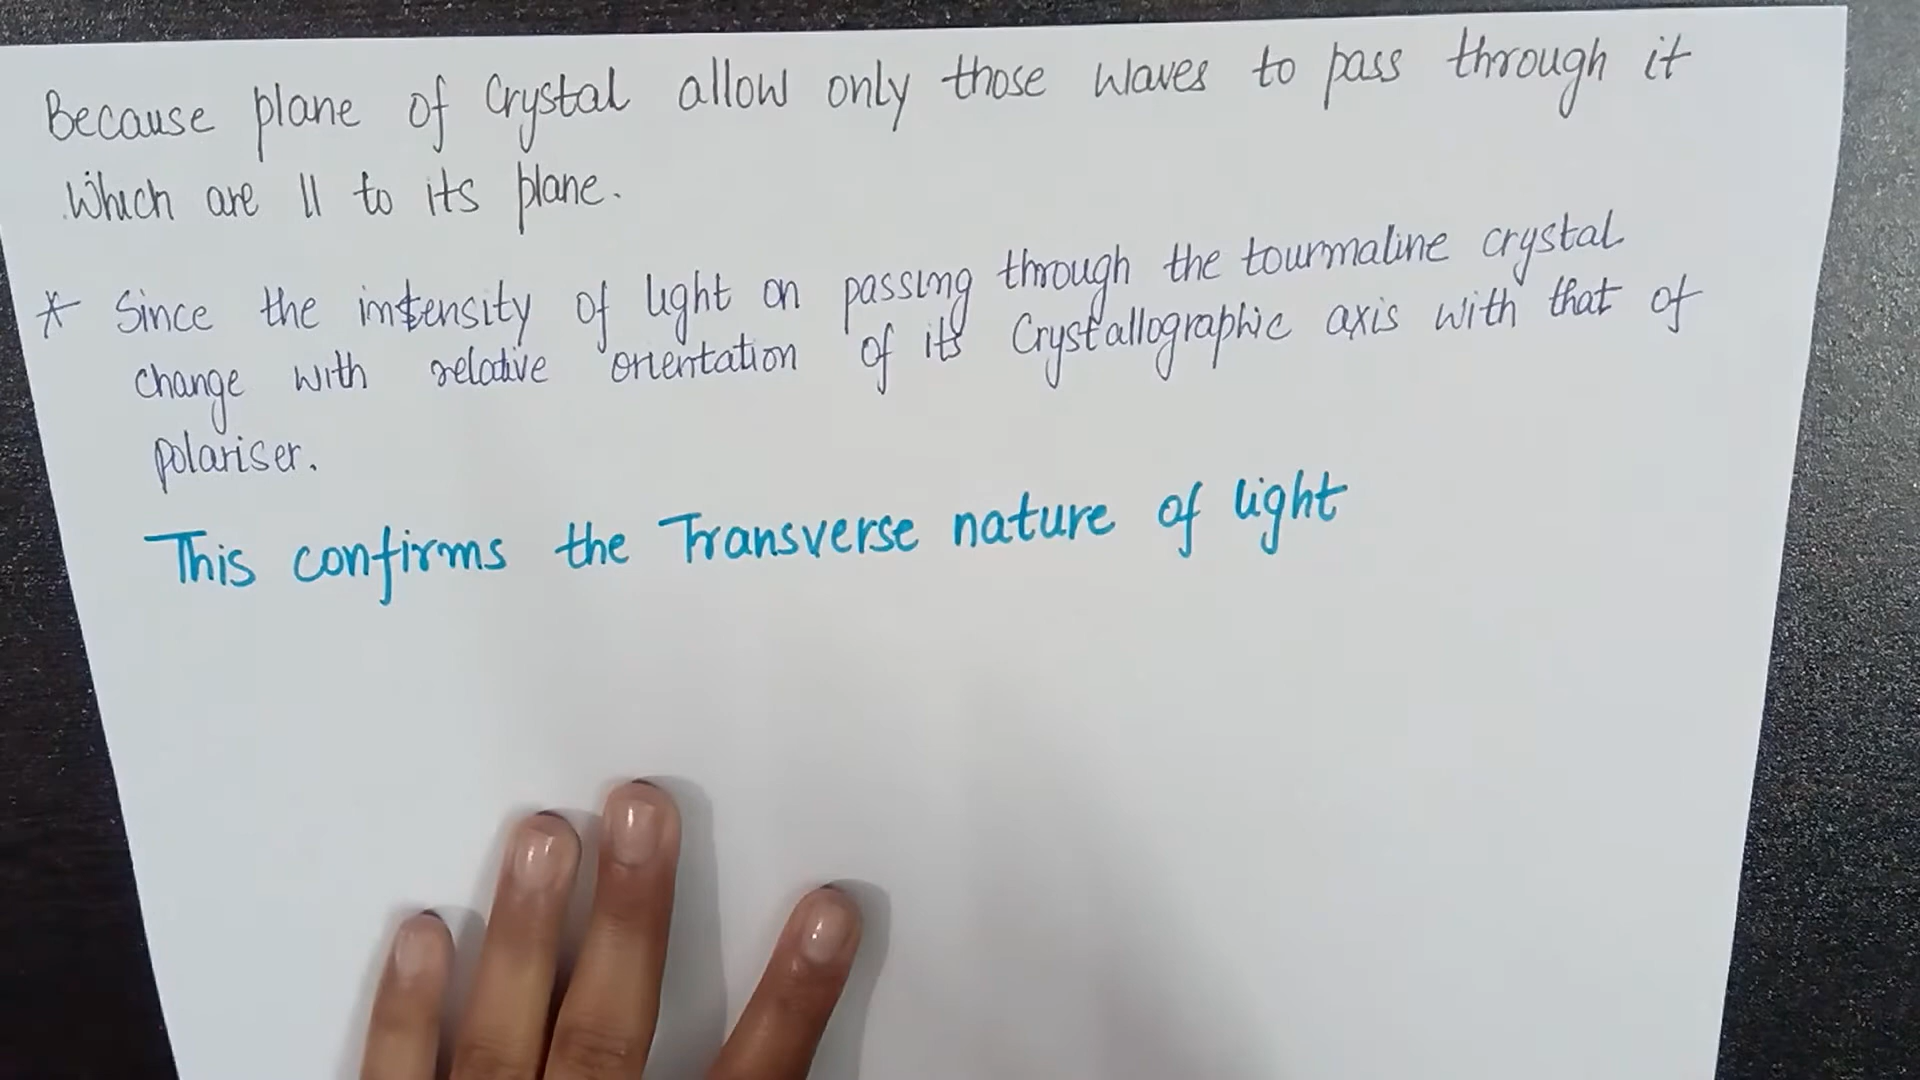 Because plane of Crystal allow only those waves to pass through it
Which are || to its plane.
* Since the intensity of light on passing through the tourmaline crystal
change with relative orientation of its Crystallographic axis with that of
polariser.
This confirms the Transverse nature of light